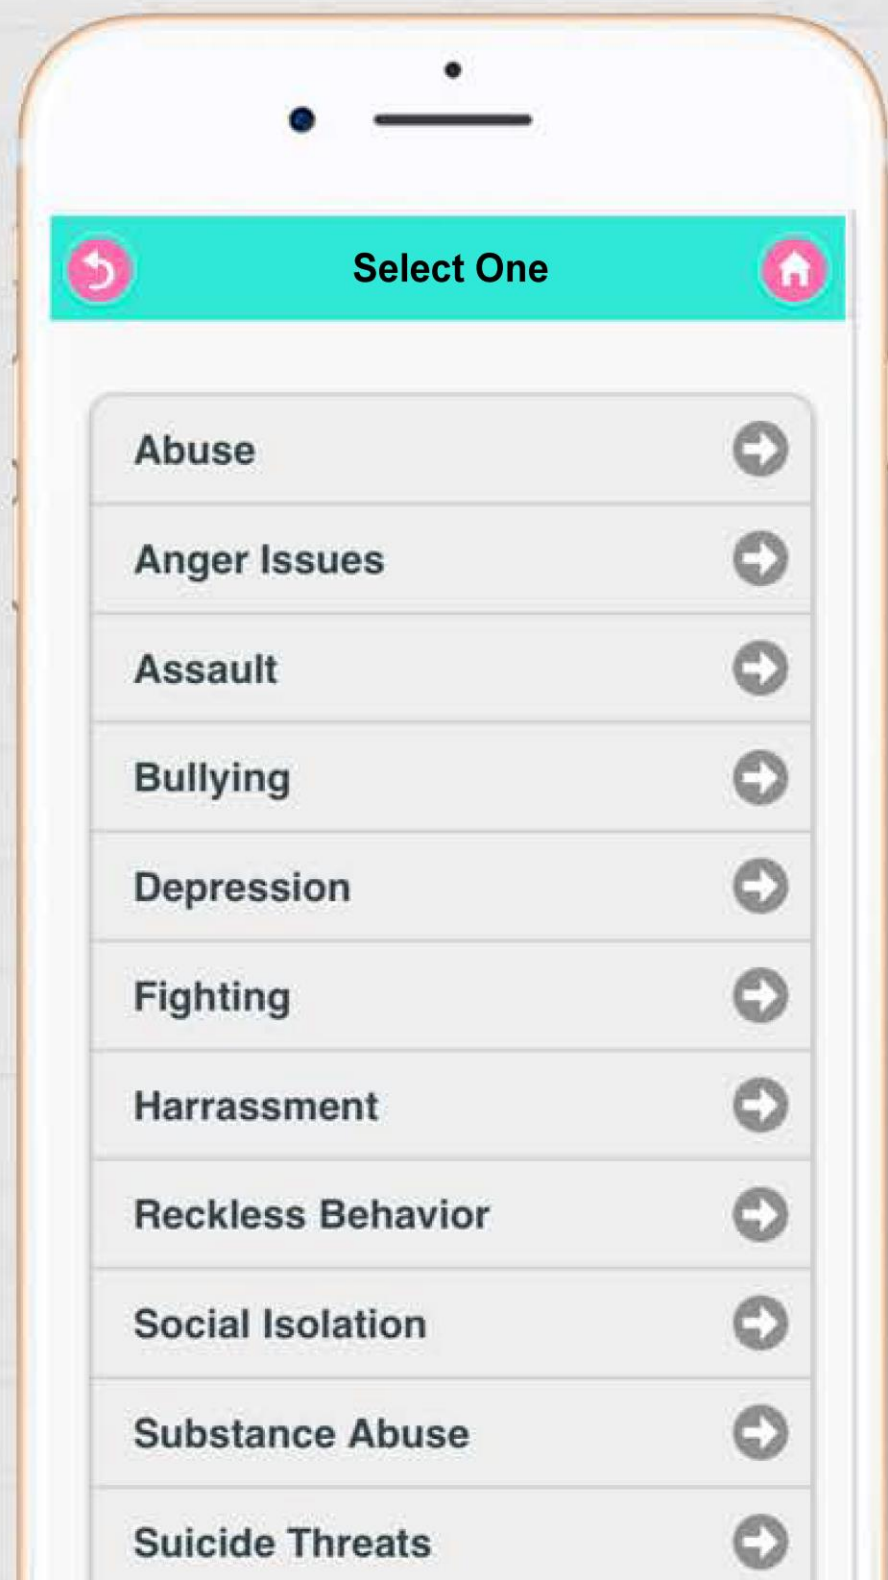 Select One
Abuse
Anger Issues
Assault
Bullying
Depression
Fighting
Harrassment
Reckless Behavior
Social Isolation
Substance Abuse
Suicide Threats